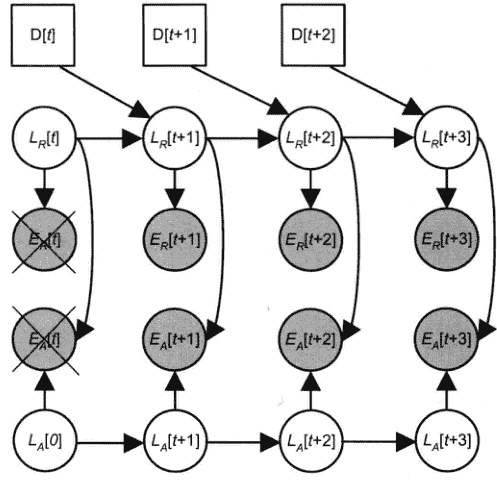 D[t] D[t+1] D[t+2]
L_R[t] L_R[t+1] L_R[t+2] L_R[t+3]
E_R[t] E_R[t+1] E_R[t+2] E_R[t+3]
E_A[t] E_A[t+1] E_A[t+2] E_A[t+3]
L_A[0] L_A[t+1] L_A[t+2] L_A[t+3]